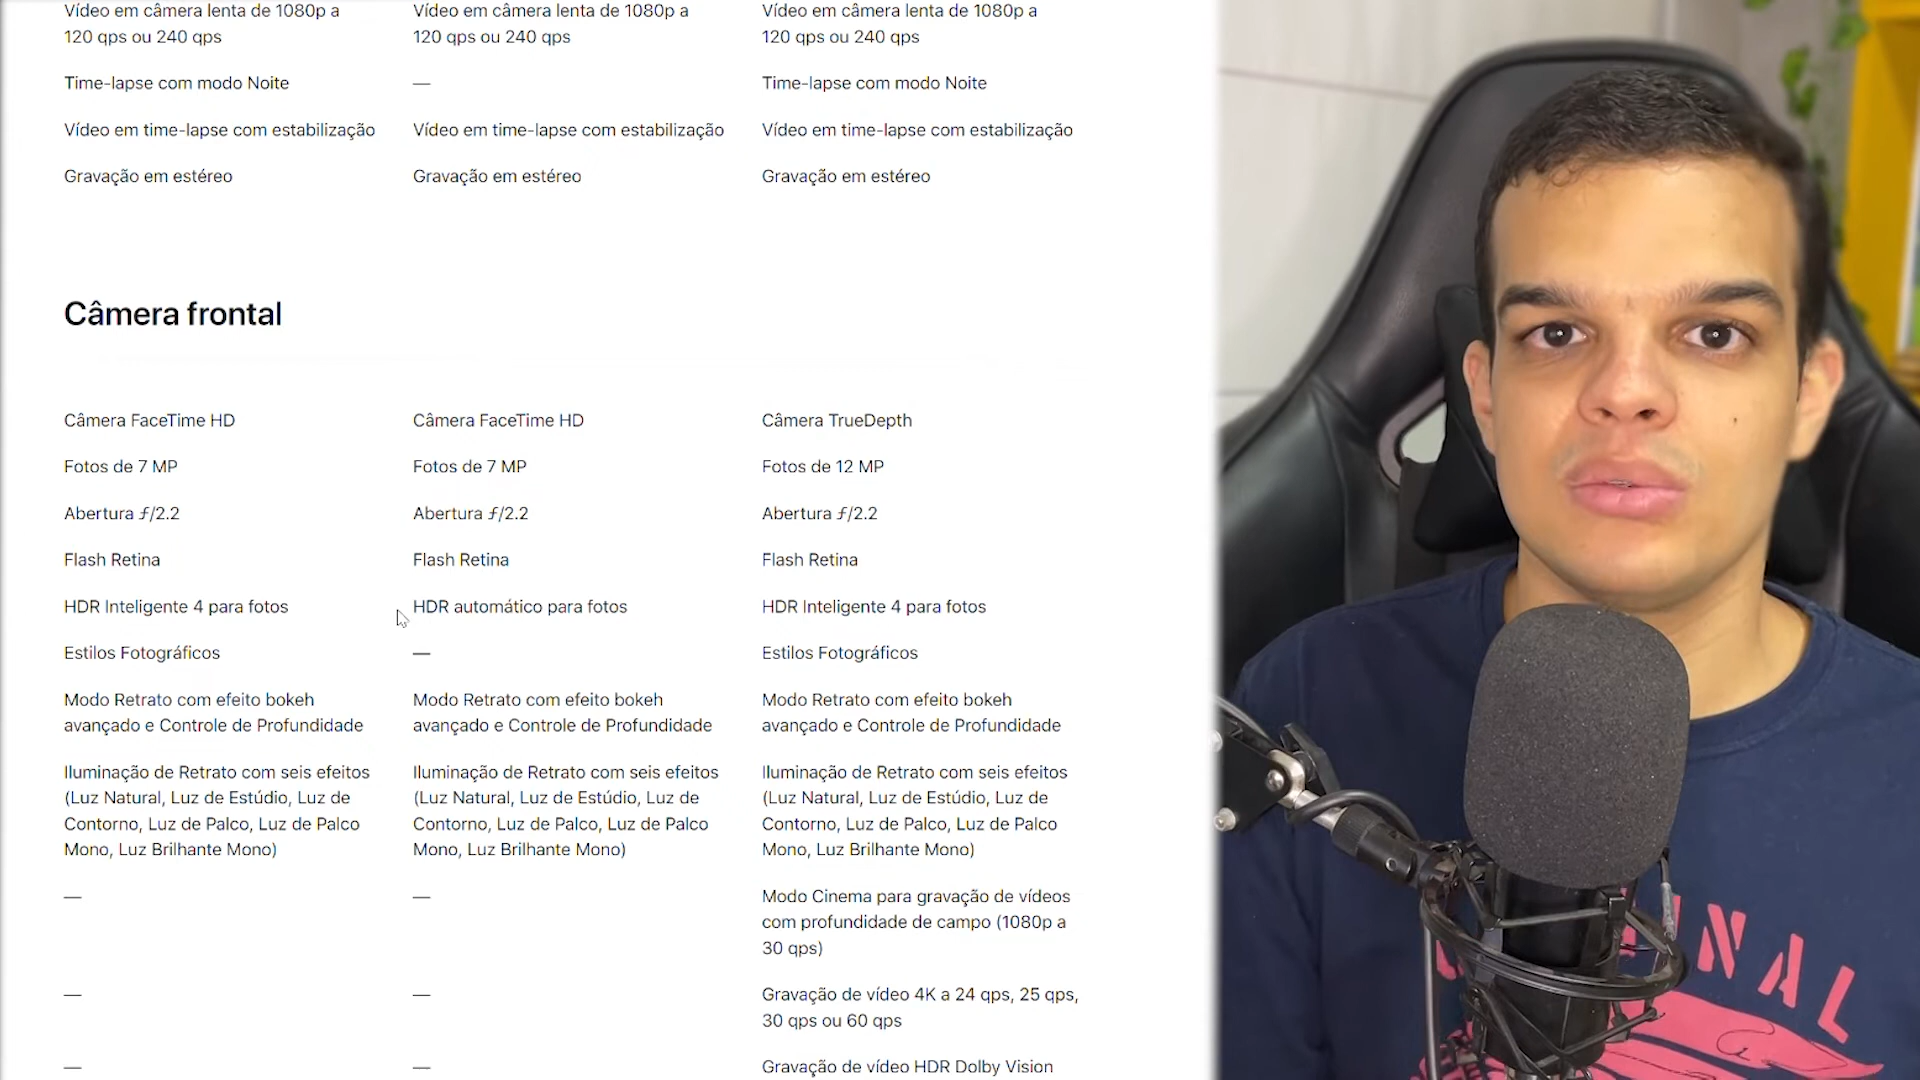 Vídeo em câmera lenta de 1080p a
120 qps ou 240 qps
Vídeo em câmera lenta de 1080p a
120 qps ou 240 qps
Vídeo em câmera lenta de 1080p a
120 qps ou 240 qps
Time-lapse com modo Noite
—
Time-lapse com modo Noite
Vídeo em time-lapse com estabilização
Vídeo em time-lapse com estabilização
Vídeo em time-lapse com estabilização
Gravação em estéreo
Gravação em estéreo
Gravação em estéreo
Câmera frontal
Câmera FaceTime HD
Câmera FaceTime HD
Câmera TrueDepth
Fotos de 7 MP
Fotos de 7 MP
Fotos de 12 MP
Abertura ƒ/2.2
Abertura ƒ/2.2
Abertura ƒ/2.2
Flash Retina
Flash Retina
Flash Retina
HDR Inteligente 4 para fotos
HDR automático para fotos
HDR Inteligente 4 para fotos
Estilos Fotográficos
—
Estilos Fotográficos
Modo Retrato com efeito bokeh
avançado e Controle de Profundidade
Modo Retrato com efeito bokeh
avançado e Controle de Profundidade
Modo Retrato com efeito bokeh
avançado e Controle de Profundidade
Iluminação de Retrato com seis efeitos
(Luz Natural, Luz de Estúdio, Luz de
Contorno, Luz de Palco, Luz de Palco
Mono, Luz Brilhante Mono)
Iluminação de Retrato com seis efeitos
(Luz Natural, Luz de Estúdio, Luz de
Contorno, Luz de Palco, Luz de Palco
Mono, Luz Brilhante Mono)
Iluminação de Retrato com seis efeitos
(Luz Natural, Luz de Estúdio, Luz de
Contorno, Luz de Palco, Luz de Palco
Mono, Luz Brilhante Mono)
—
—
Modo Cinema para gravação de vídeos
com profundidade de campo (1080p a
30 qps)
—
—
Gravação de vídeo 4K a 24 qps, 25 qps,
30 qps ou 60 qps
—
—
Gravação de vídeo HDR Dolby Vision